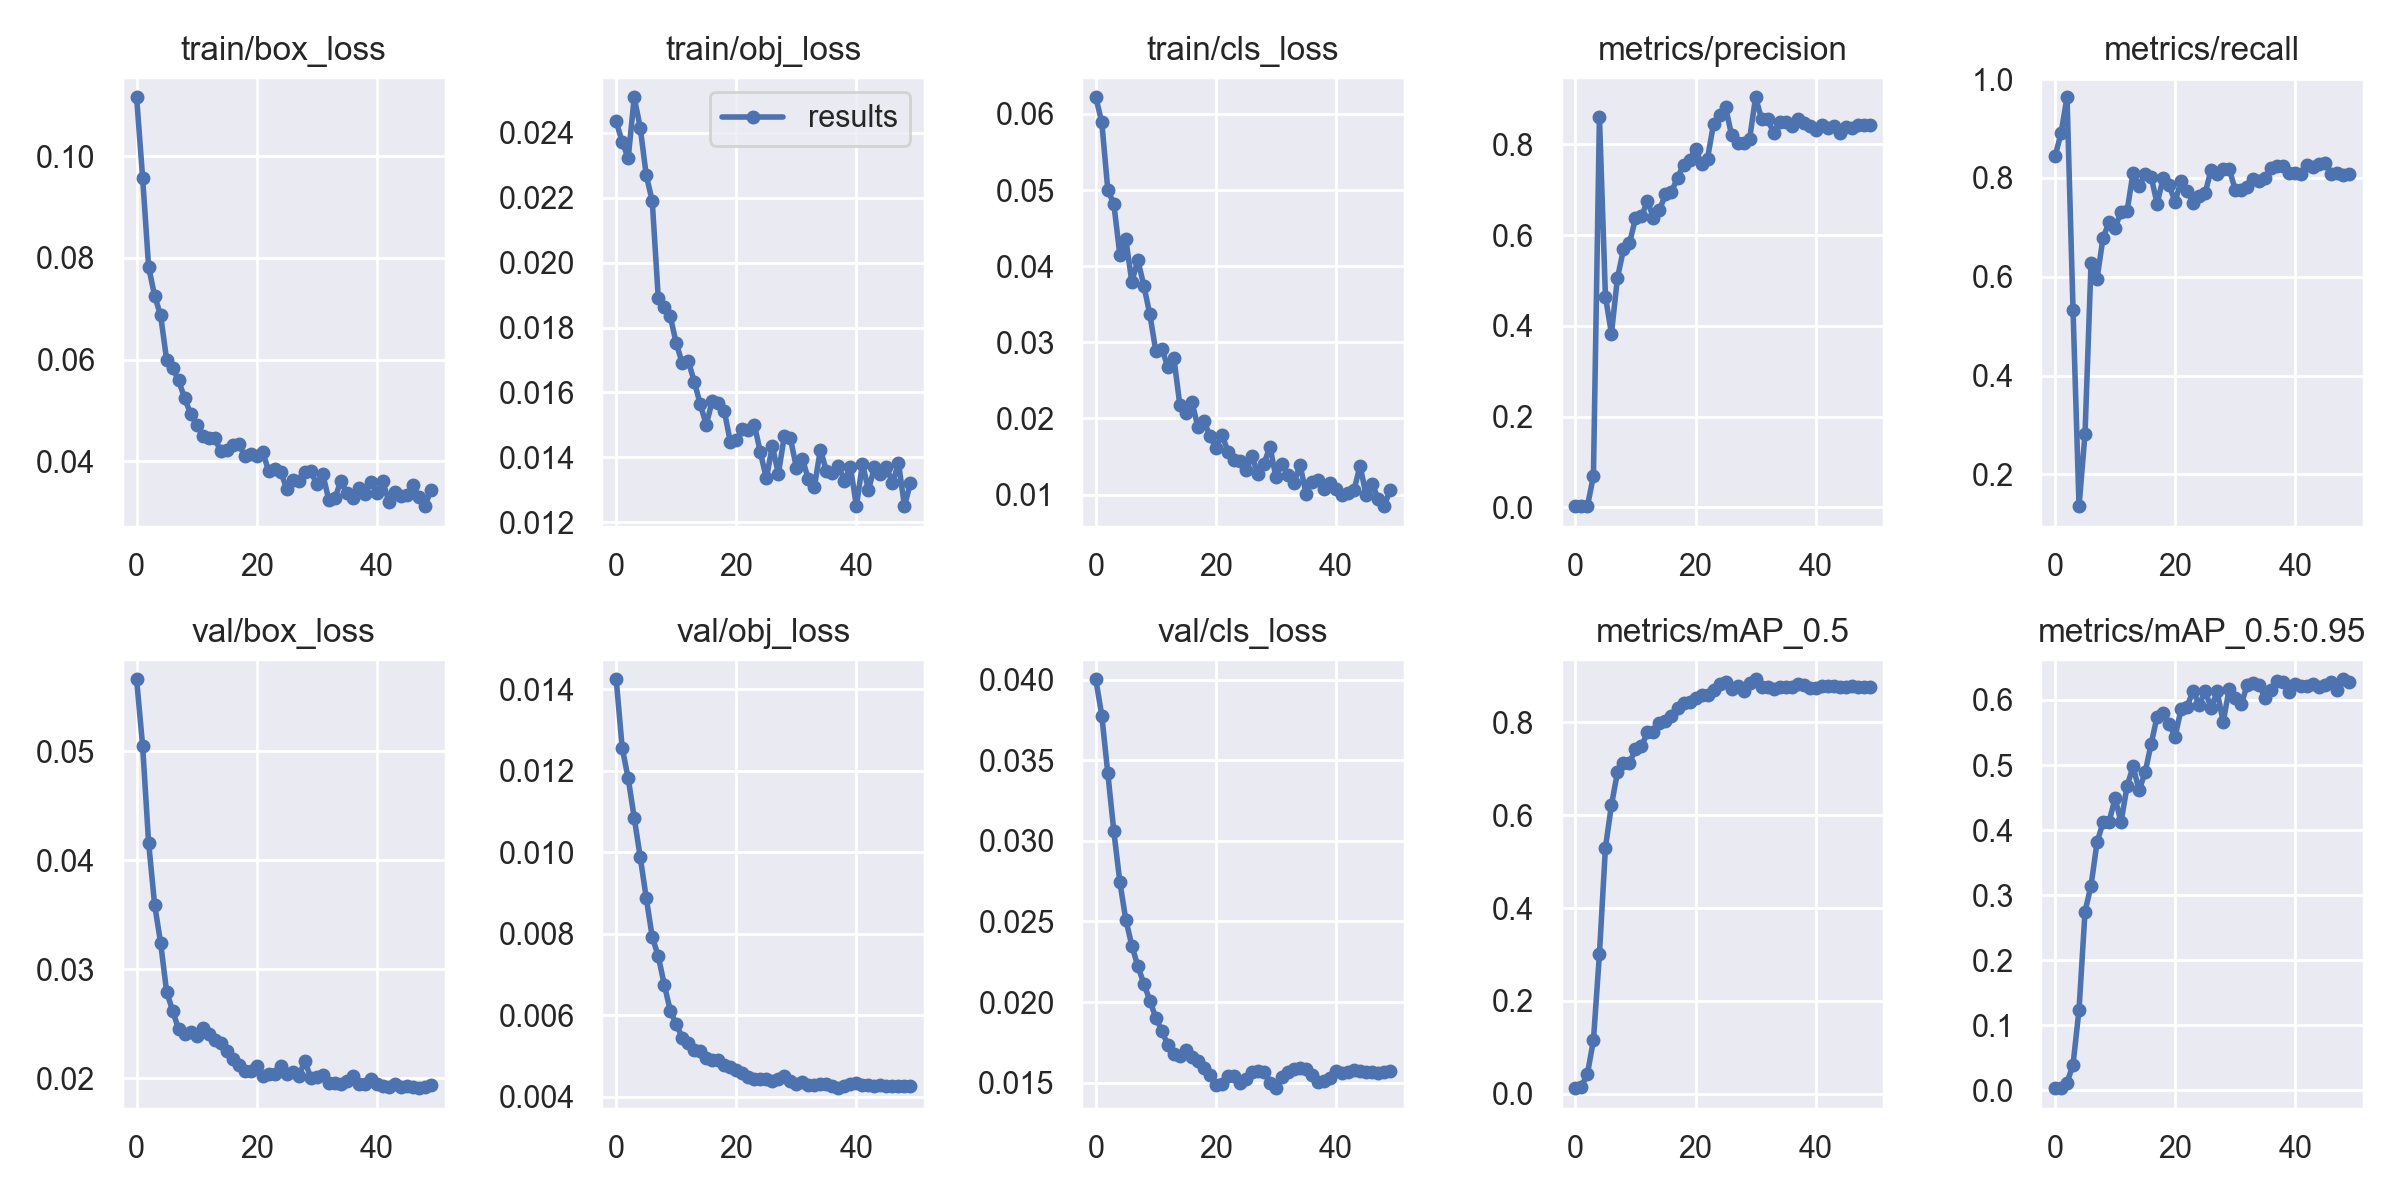 train/box_loss
0.10
0.08
0.06
0.04
0 20 40
train/obj_loss
results
0.024
0.022
0.020
0.018
0.016
0.014
0.012
0 20 40
train/cls_loss
0.06
0.05
0.04
0.03
0.02
0.01
0 20 40
metrics/precision
0.8
0.6
0.4
0.2
0.0
0 20 40
metrics/recall
1.0
0.8
0.6
0.4
0.2
0 20 40
val/box_loss
0.05
0.04
0.03
0.02
0 20 40
val/obj_loss
0.014
0.012
0.010
0.008
0.006
0.004
0 20 40
val/cls_loss
0.040
0.035
0.030
0.025
0.020
0.015
0 20 40
metrics/mAP_0.5
0.8
0.6
0.4
0.2
0.0
0 20 40
metrics/mAP_0.5:0.95
0.6
0.5
0.4
0.3
0.2
0.1
0.0
0 20 40